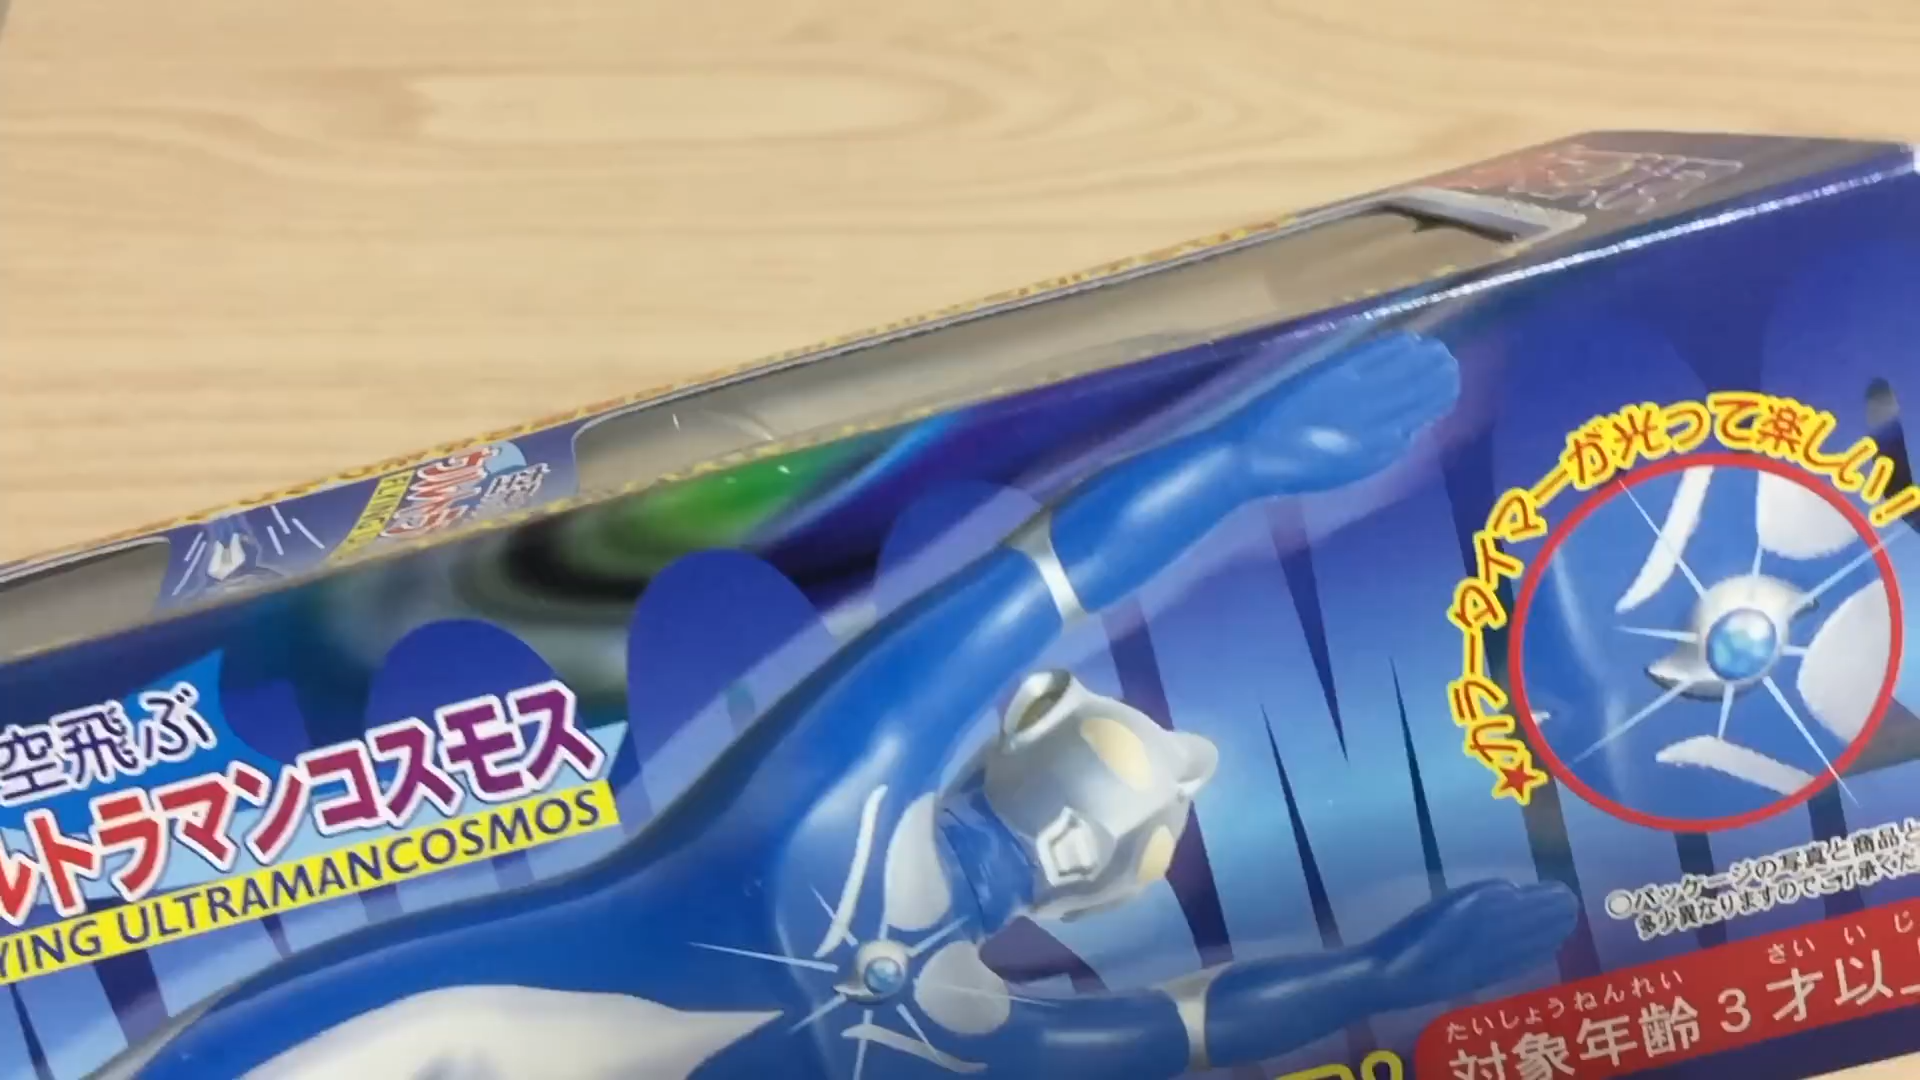 空飛ぶ
ルトラマンコスモス
YING ULTRAMANCOSMOS
★カラータイマーが光って楽しい!
○パッケージの写真と商品と
多少異なりますのでご了承くだ
たいしょうねんれい さい い じ
対象年齢3才以上